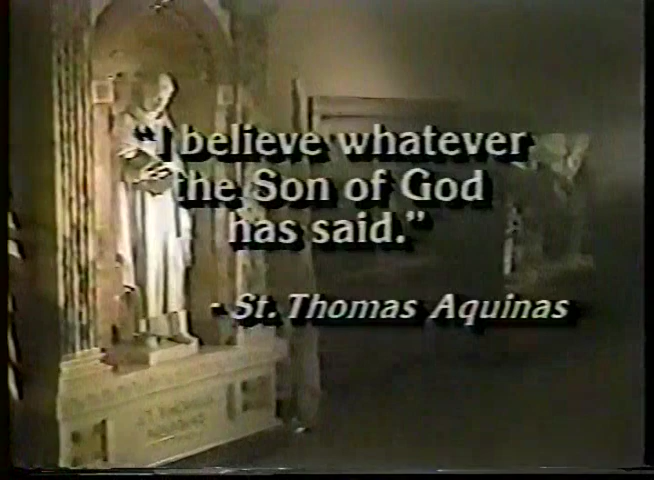 "I believe whatever
the Son of God
has said."
- St. Thomas Aquinas